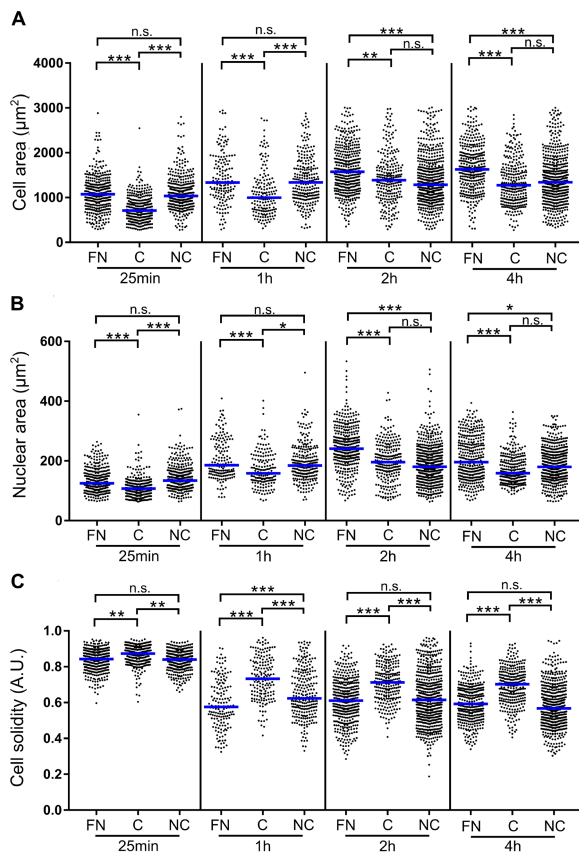 A
n.s. n.s. *** ***
*** *** *** *** ** n.s. *** n.s.
Cell area (µm²)
4000
3000
2000
1000
0
FN C NC FN C NC FN C NC FN C NC
25min 1h 2h 4h
B
n.s. n.s. *** *
*** *** *** * *** n.s. *** n.s.
Nuclear area (µm²)
600
400
200
0
FN C NC FN C NC FN C NC FN C NC
25min 1h 2h 4h
C
n.s. *** n.s. n.s.
** ** *** *** *** *** *** ***
Cell solidity (A.U.)
1.0
0.8
0.6
0.4
0.2
0.0
FN C NC FN C NC FN C NC FN C NC
25min 1h 2h 4h